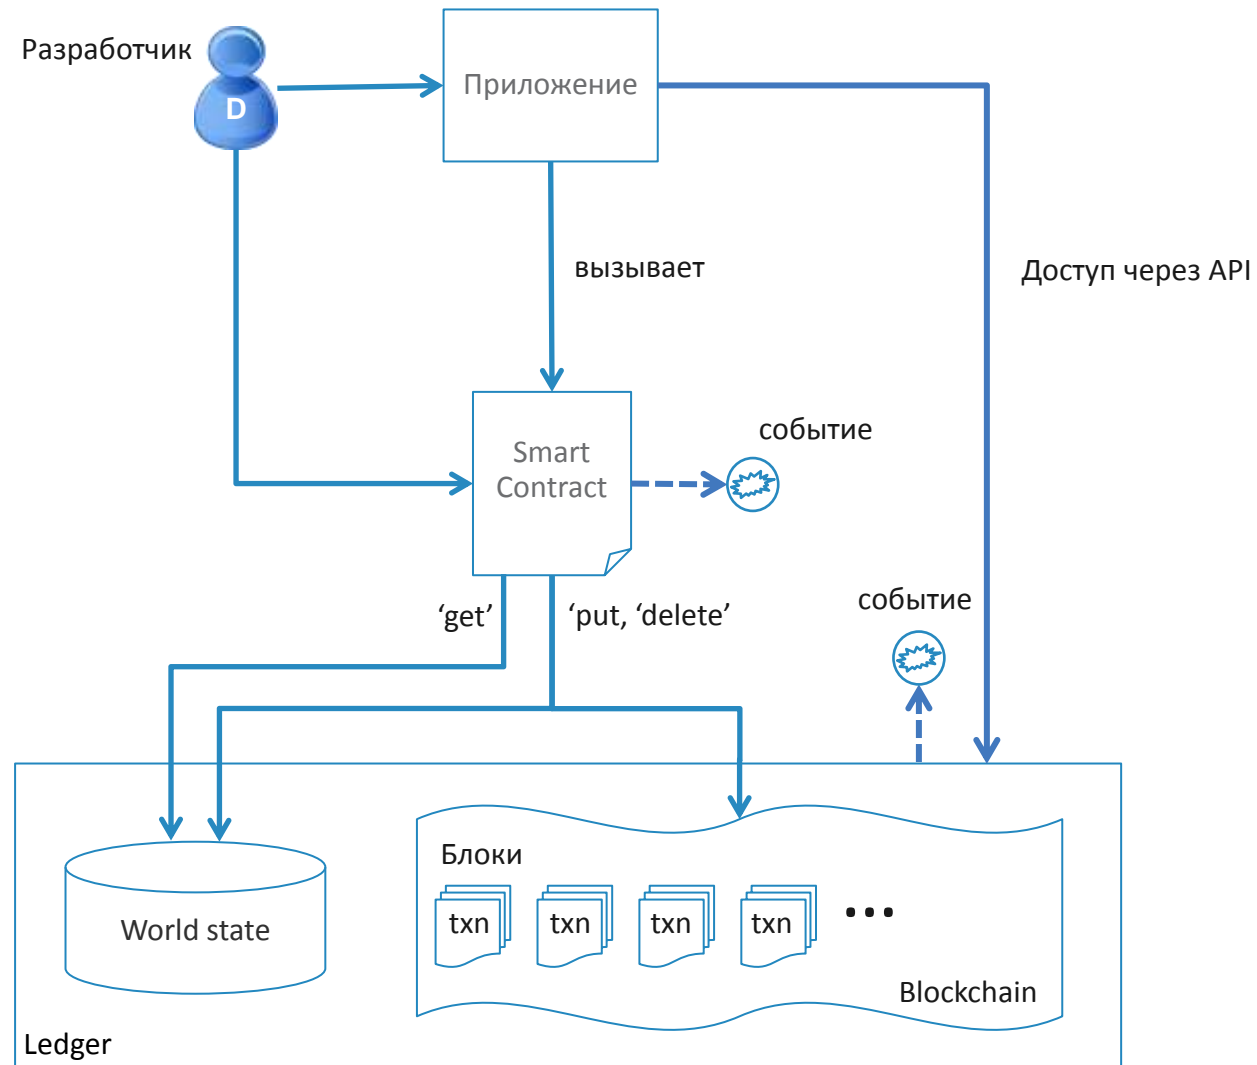 Разработчик
D
Приложение
вызывает
Доступ через API
событие
Smart
Contract
событие
‘get’
‘put, ‘delete’
Блоки
txn
txn
txn
txn
...
World state
Blockchain
Ledger